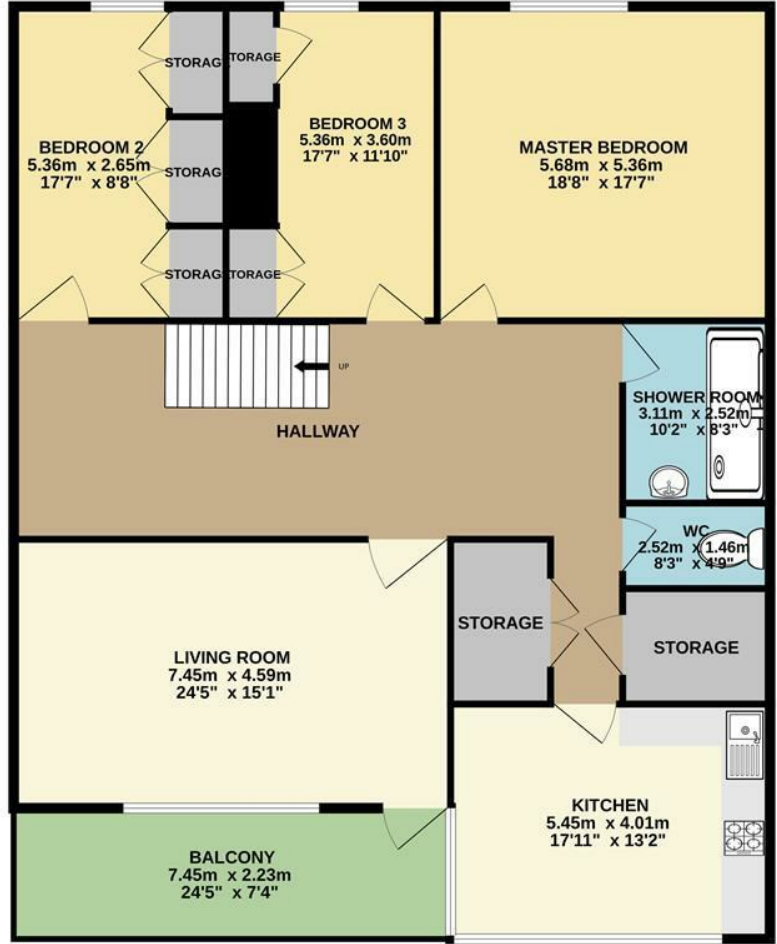 STORAG
TORAGE
BEDROOM 2
5.36m x 2.65m
17'7" x 8'8"
BEDROOM 3
5.36m x 3.60m
17'7" x 11'10"
MASTER BEDROOM
5.68m x 5.36m
18'8" x 17'7"
STORAG
STORAG
TORAGE
UP
HALLWAY
SHOWER ROOM
3.11m x 2.52m
10'2" x 8'3"
WC
2.52m x 1.46m
8'3" x 4'9"
STORAGE
STORAGE
LIVING ROOM
7.45m x 4.59m
24'5" x 15'1"
KITCHEN
5.45m x 4.01m
17'11" x 13'2"
BALCONY
7.45m x 2.23m
24'5" x 7'4"